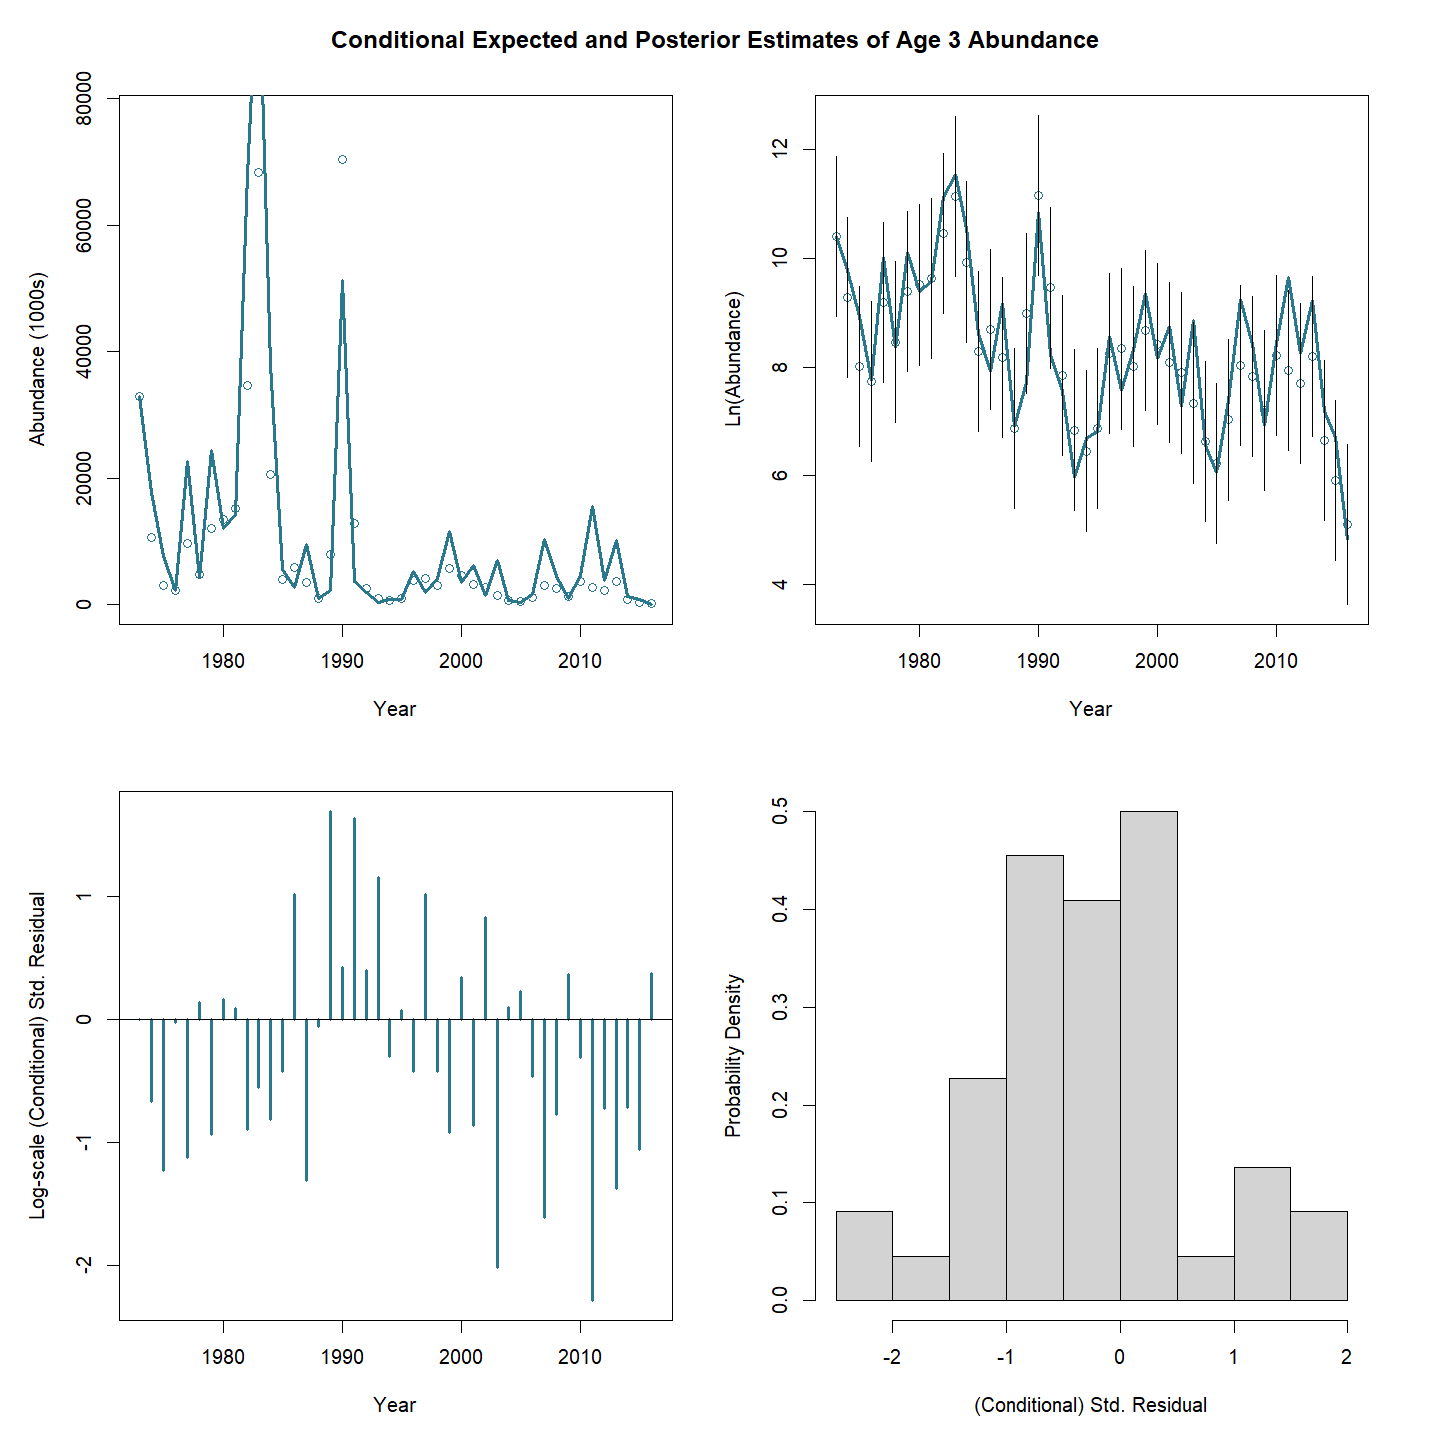 Conditional Expected and Posterior Estimates of Age 3 Abundance
Abundance (1000s)
80000
60000
40000
20000
0
1980 1990 2000 2010
Year
Ln(Abundance)
12
10
8
6
4
1980 1990 2000 2010
Year
Log-scale (Conditional) Std. Residual
1
0
-1
-2
1980 1990 2000 2010
Year
Probability Density
0.5
0.4
0.3
0.2
0.1
0.0
-2 -1 0 1 2
(Conditional) Std. Residual